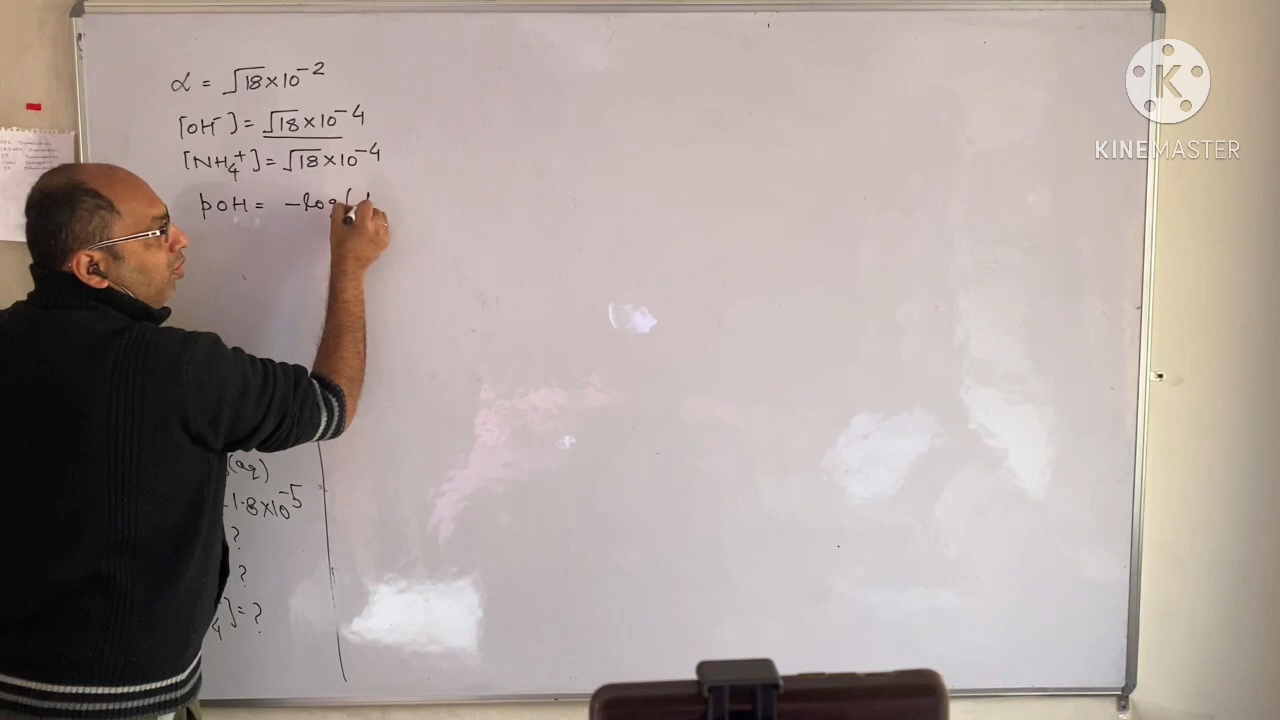 α = √18×10⁻²
[OH⁻] = √18×10⁻⁴
[NH₄⁺] = √18×10⁻⁴
pOH = -log(
(aq)
1.8×10⁻⁵
?
?
₄]=?
K
KINEMASTER